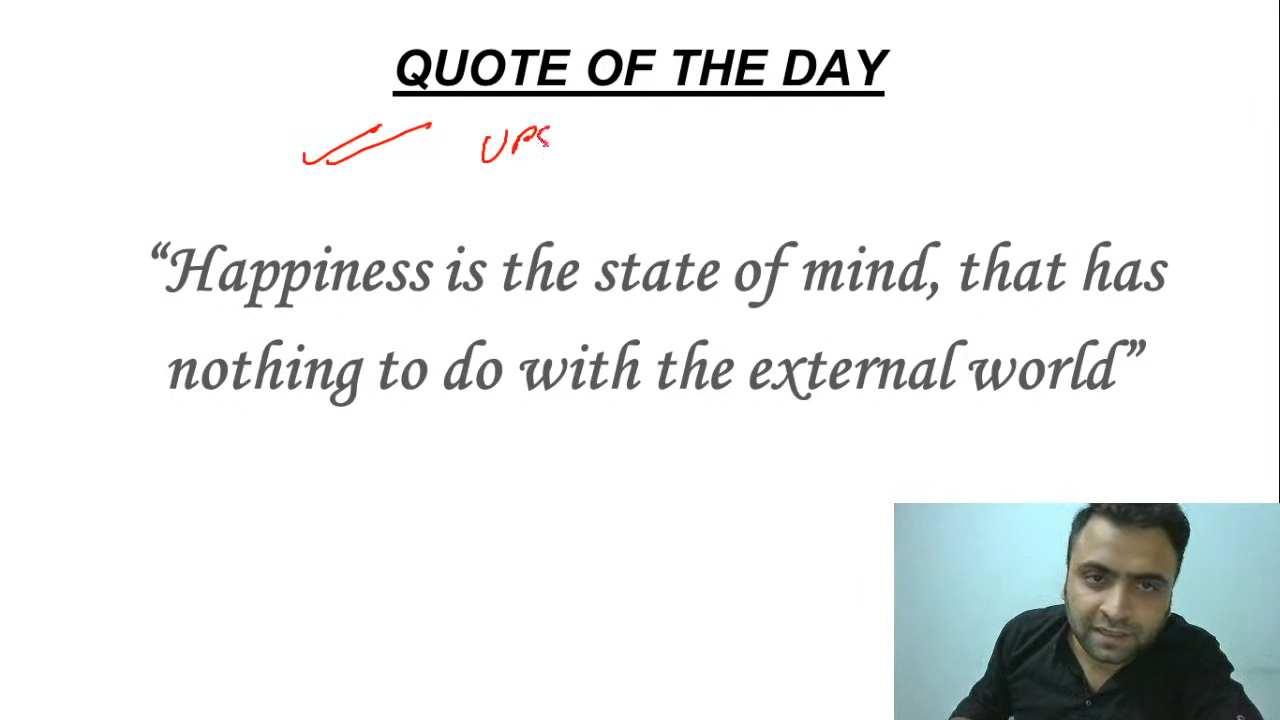 QUOTE OF THE DAY
UPS
“Happiness is the state of mind, that has
nothing to do with the external world”